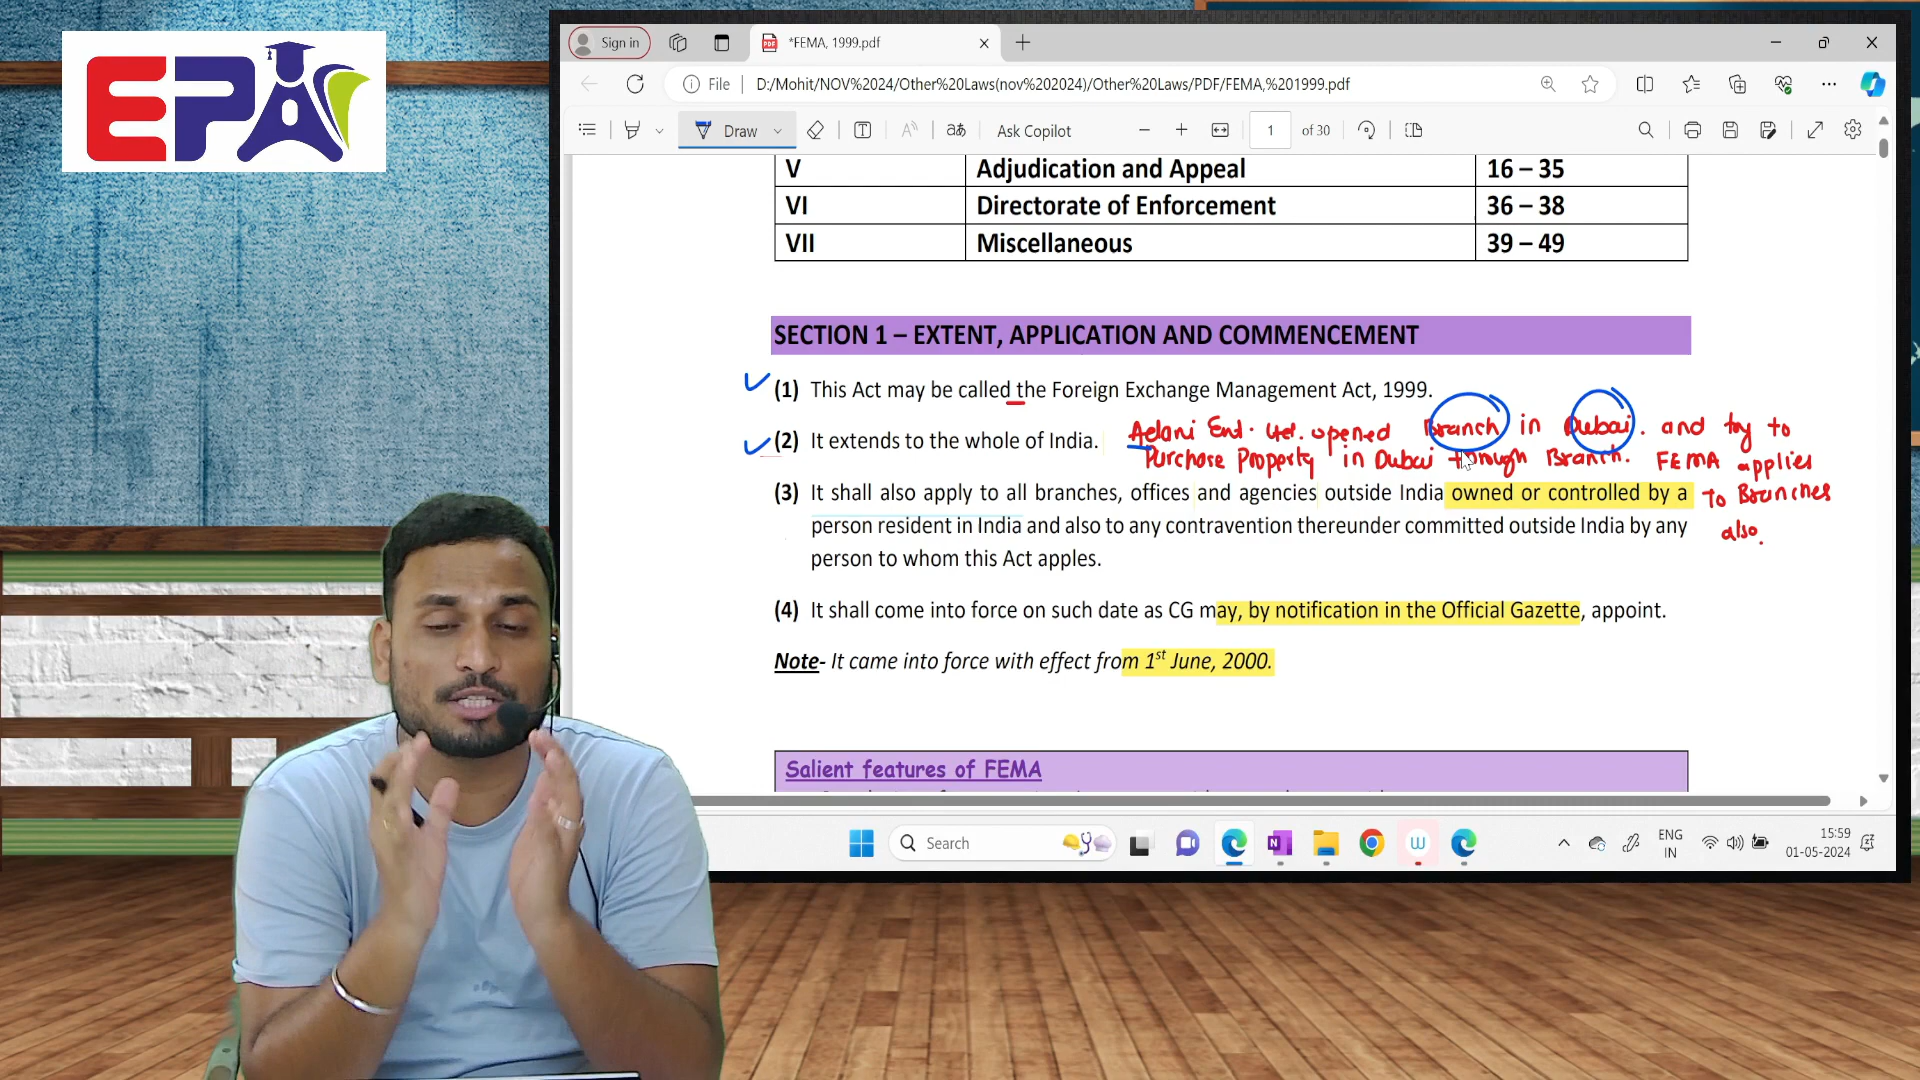 EPA
Sign in
*FEMA, 1999.pdf
File
D:/Mohit/NOV%2024/Other%20Laws(nov%202024)/Other%20Laws/PDF/FEMA,%201999.pdf
Draw
Ask Copilot
1 of 30
V Adjudication and Appeal 16 – 35
VI Directorate of Enforcement 36 – 38
VII Miscellaneous 39 – 49
SECTION 1 – EXTENT, APPLICATION AND COMMENCEMENT
(1) This Act may be called the Foreign Exchange Management Act, 1999.
(2) It extends to the whole of India.
Adani Ent. Ltd. opened Branch in Dubai. and try to
Purchase Property in Dubai through Branch. FEMA applies
To Branches
also.
(3) It shall also apply to all branches, offices and agencies outside India owned or controlled by a
person resident in India and also to any contravention thereunder committed outside India by any
person to whom this Act apples.
(4) It shall come into force on such date as CG may, by notification in the Official Gazette, appoint.
Note- It came into force with effect from 1st June, 2000.
Salient features of FEMA
Search
ENG
IN
15:59
01-05-2024